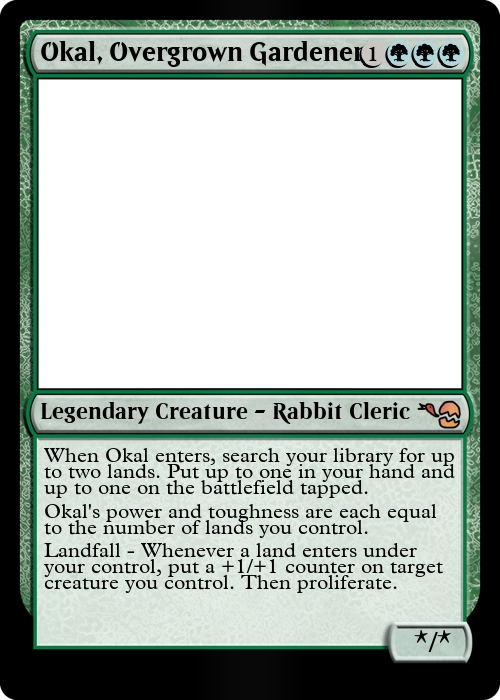 Okal, Overgrown Gardener 1
Legendary Creature - Rabbit Cleric
When Okal enters, search your library for up
to two lands. Put up to one in your hand and
up to one on the battlefield tapped.
Okal's power and toughness are each equal
to the number of lands you control.
Landfall - Whenever a land enters under
your control, put a +1/+1 counter on target
creature you control. Then proliferate.
*/*